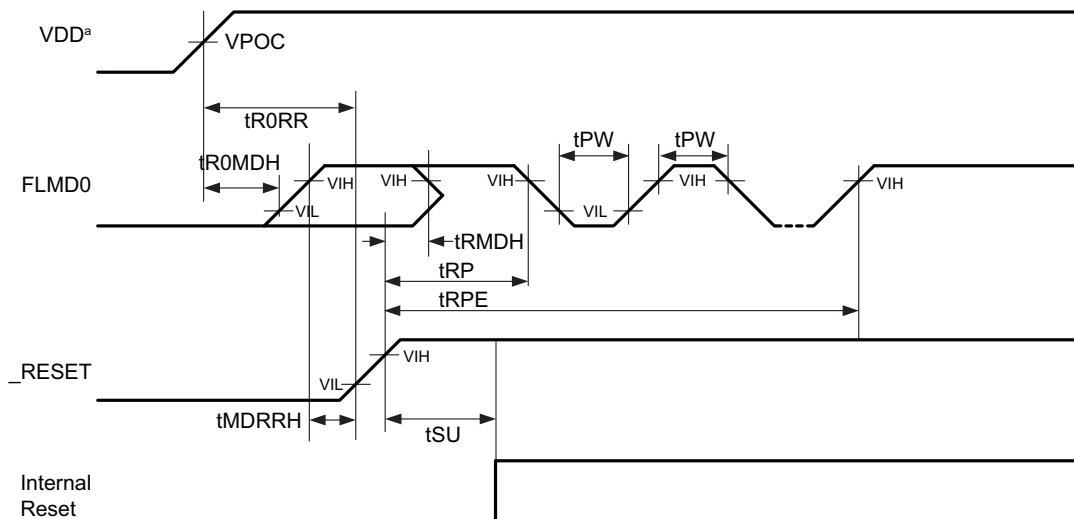 VDDᵃ
VPOC
tR0RR
tR0MDH
tPW
tPW
FLMD0
VIH
VIL
VIH
VIH
VIL
VIH
VIH
tRMDH
tRP
tRPE
_RESET
VIH
VIL
tMDRRH
tSU
Internal
Reset